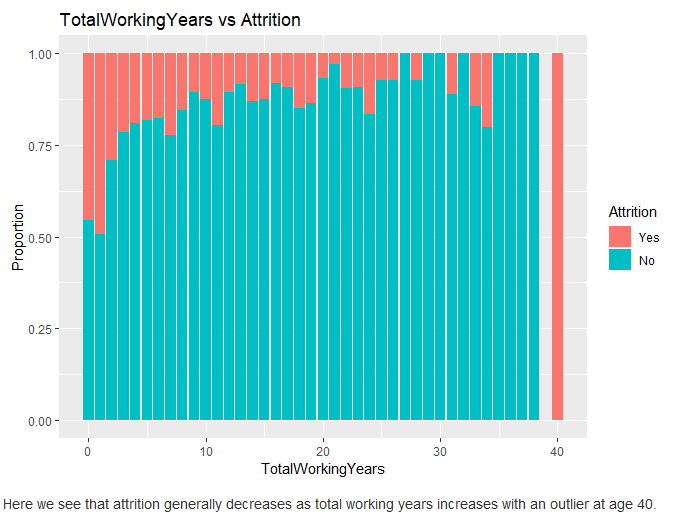 TotalWorkingYears vs Attrition
1.00
0.75
0.50
0.25
0.00
Proportion
0 10 20 30 40
TotalWorkingYears
Attrition
Yes
No
Here we see that attrition generally decreases as total working years increases with an outlier at age 40.